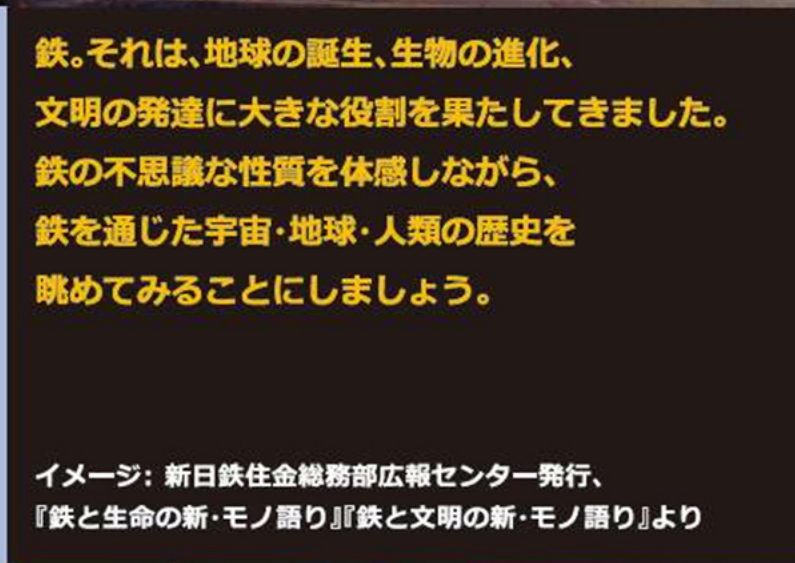 鉄。それは、地球の誕生、生物の進化、
文明の発達に大きな役割を果たしてきました。
鉄の不思議な性質を体感しながら、
鉄を通じた宇宙･地球･人類の歴史を
眺めてみることにしましょう。
イメージ: 新日鉄住金総務部広報センター発行、
『鉄と生命の新･モノ語り』『鉄と文明の新･モノ語り』より